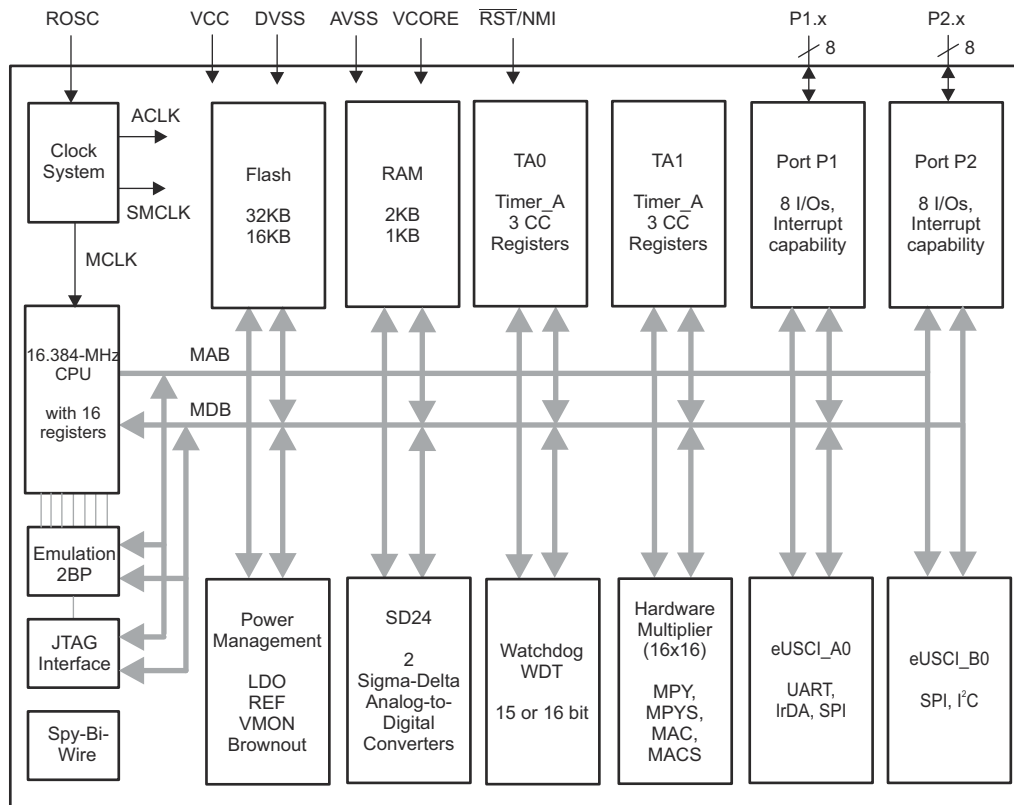 ROSC
VCC
DVSS
AVSS
VCORE
RST/NMI
P1.x
P2.x
8
8
Clock
System
ACLK
SMCLK
MCLK
Flash
32KB
16KB
RAM
2KB
1KB
TA0
Timer_A
3 CC
Registers
TA1
Timer_A
3 CC
Registers
Port P1
8 I/Os,
Interrupt
capability
Port P2
8 I/Os,
Interrupt
capability
16.384-MHz
CPU
with 16
registers
MAB
MDB
Emulation
2BP
JTAG
Interface
Spy-Bi-
Wire
Power
Management
LDO
REF
VMON
Brownout
SD24
2
Sigma-Delta
Analog-to-
Digital
Converters
Watchdog
WDT
15 or 16 bit
Hardware
Multiplier
(16x16)
MPY,
MPYS,
MAC,
MACS
eUSCI_A0
UART,
IrDA, SPI
eUSCI_B0
SPI, I²C